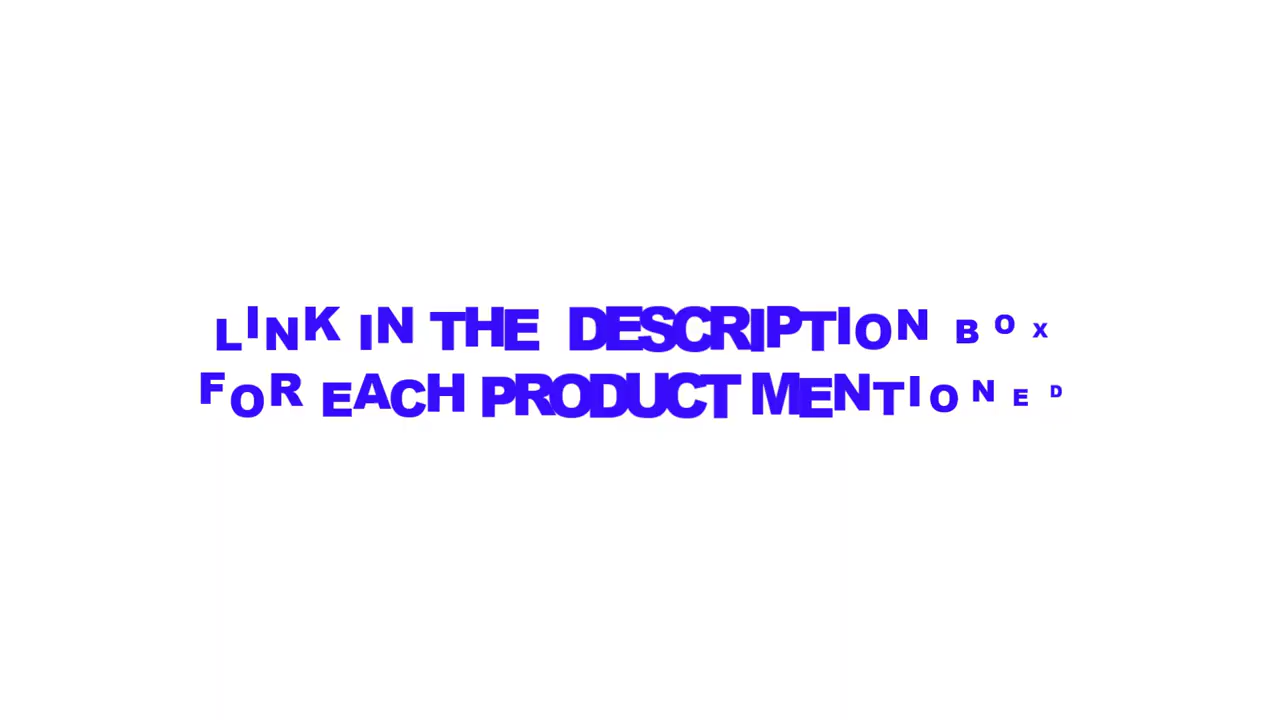 LINK IN THE DESCRIPTION BOX
FOR EACH PRODUCT MENTIONED